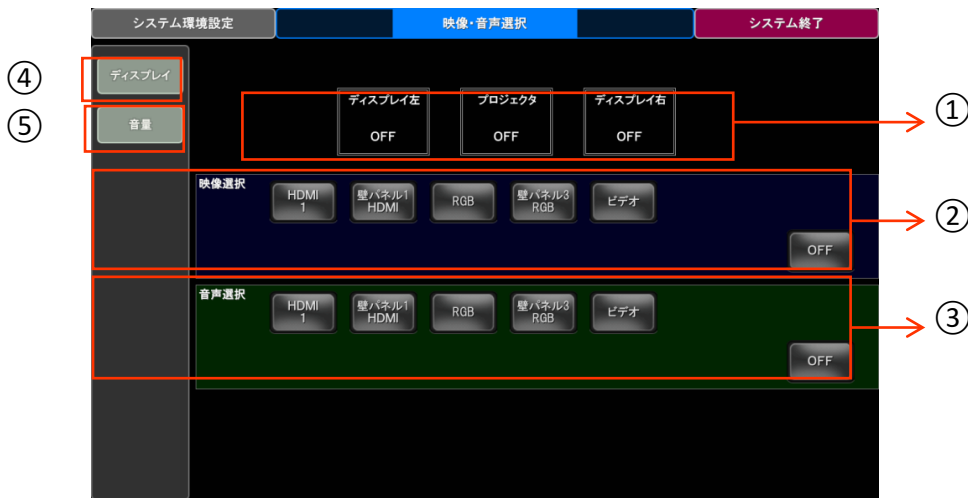 システム環境設定
映像・音声選択
システム終了
④
ディスプレイ
⑤
音量
ディスプレイ左
OFF
プロジェクタ
OFF
ディスプレイ右
OFF
①
映像選択
HDMI
1
壁パネル1
HDMI
RGB
壁パネル3
RGB
ビデオ
OFF
②
音声選択
HDMI
1
壁パネル1
HDMI
RGB
壁パネル3
RGB
ビデオ
OFF
③